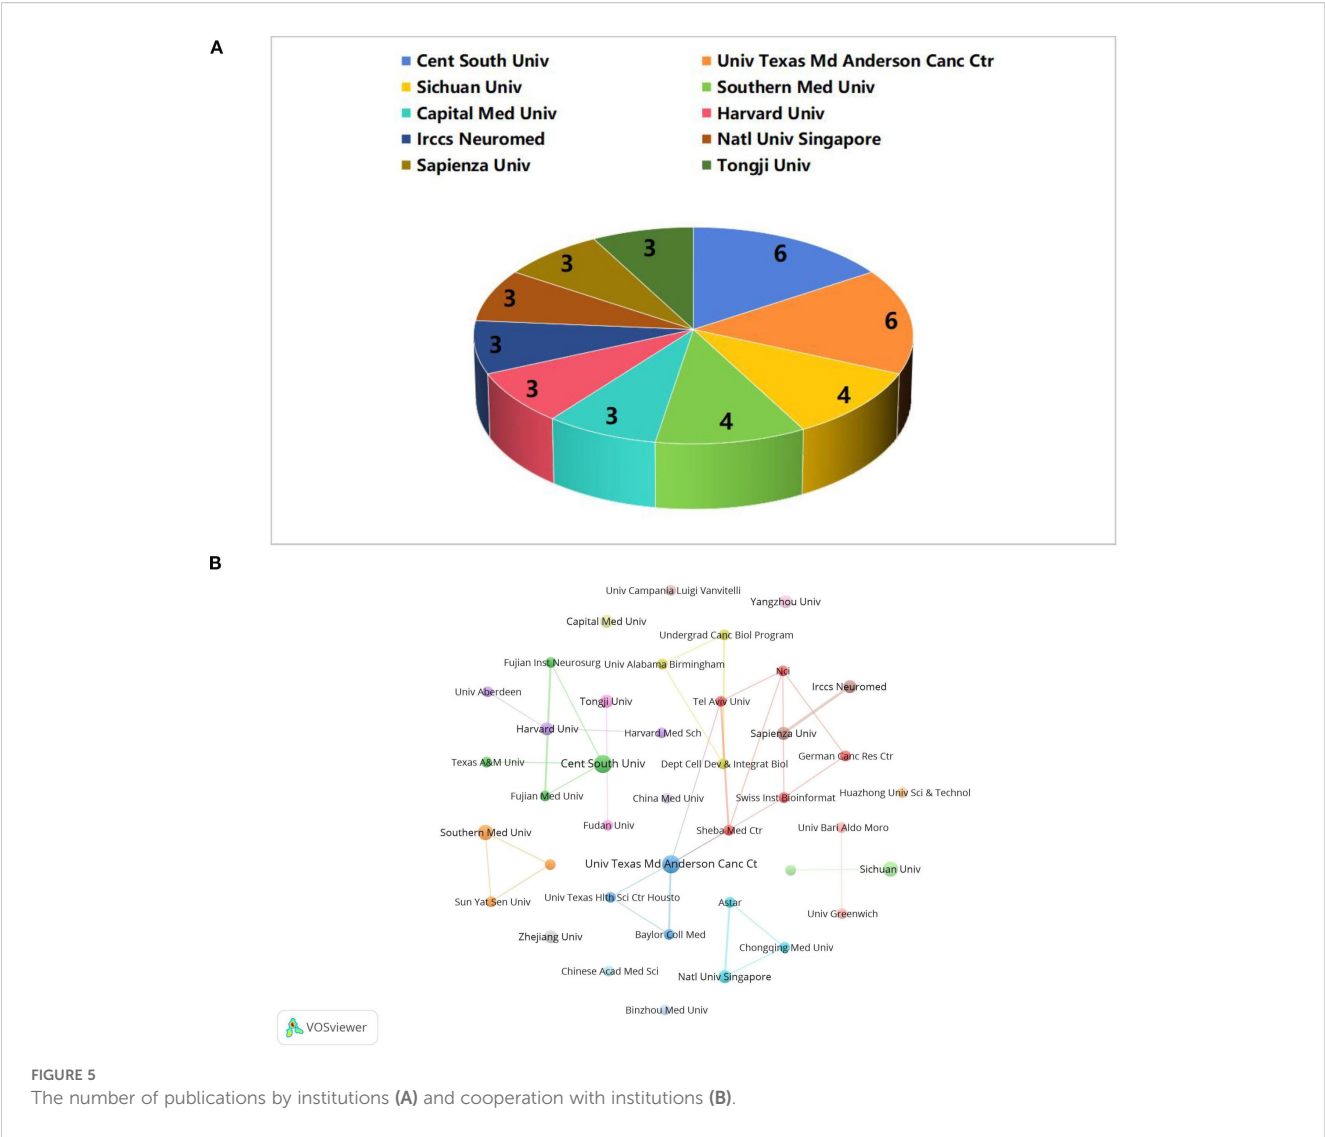 A
Cent South Univ
Univ Texas Md Anderson Canc Ctr
Sichuan Univ
Southern Med Univ
Capital Med Univ
Harvard Univ
Irccs Neuromed
Natl Univ Singapore
Sapienza Univ
Tongji Univ
3
6
3
3
6
3
3
4
3
4
B
Univ Campania Luigi Vanvitelli
Yangzhou Univ
Capital Med Univ
Undergrad Canc Biol Program
Fujian Inst Neurosurg
Univ Alabama Birmingham
Nci
Irccs Neuromed
Univ Aberdeen
Tongji Univ
Tel Aviv Univ
Harvard Univ
Harvard Med Sch
Sapienza Univ
German Canc Res Ctr
Texas A&M Univ
Cent South Univ
Dept Cell Dev & Integrat Biol
Fujian Med Univ
China Med Univ
Swiss Inst Bioinformat
Huazhong Univ Sci & Technol
Southern Med Univ
Fudan Univ
Sheba Med Ctr
Univ Bari Aldo Moro
Univ Texas Md Anderson Canc Ct
Sichuan Univ
Sun Yat Sen Univ
Univ Texas Hlth Sci Ctr Housto
Astar
Univ Greenwich
Zhejiang Univ
Baylor Coll Med
Chongqing Med Univ
Chinese Acad Med Sci
Natl Univ Singapore
Binzhou Med Univ
VOSviewer
FIGURE 5
The number of publications by institutions (A) and cooperation with institutions (B).